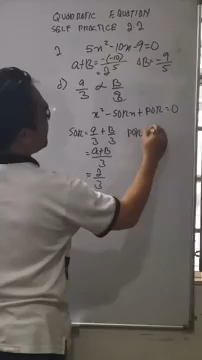 QUADRATIC EQUATION
SELF PRACTICE 2.2
2 5x²-10x-9=0
α+β=-(-10)/5 αβ=-9/5
=2
d) α/3 & β/3
x²-SORx+POR=0
SOR=α/3+β/3 POR
=α+β/3
=2/3